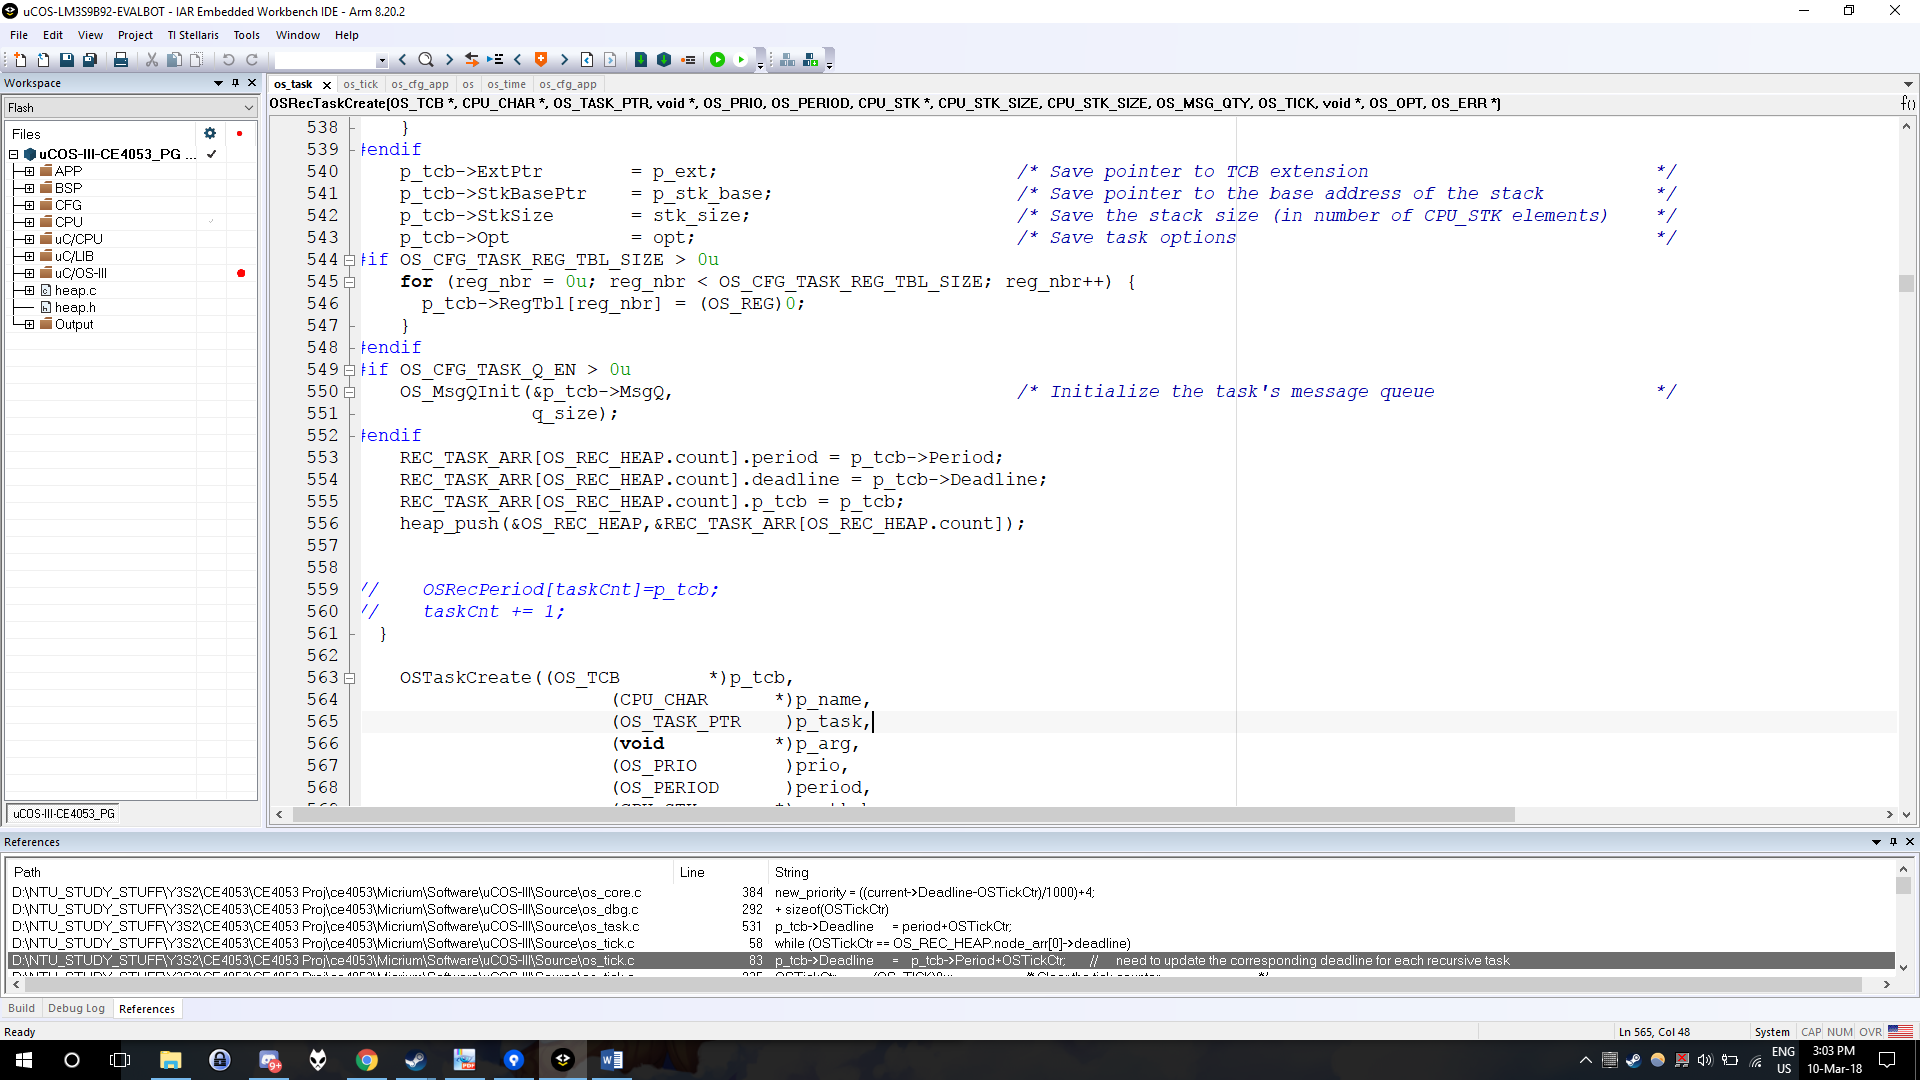 uCOS-LM3S9B92-EVALBOT - IAR Embedded Workbench IDE - Arm 8.20.2
File Edit View Project TI Stellaris Tools Window Help
Workspace
Flash
Files
uCOS-III-CE4053_PG ...
APP
BSP
CFG
CPU
uC/CPU
uC/LIB
uC/OS-III
heap.c
heap.h
Output
uCOS-III-CE4053_PG
os_task os_tick os_cfg_app os os_time os_cfg_app
OSRecTaskCreate(OS_TCB *, CPU_CHAR *, OS_TASK_PTR, void *, OS_PRIO, OS_PERIOD, CPU_STK *, CPU_STK_SIZE, CPU_STK_SIZE, OS_MSG_QTY, OS_TICK, void *, OS_OPT, OS_ERR *) f()
538 }
539 #endif
540 p_tcb->ExtPtr = p_ext; /* Save pointer to TCB extension */
541 p_tcb->StkBasePtr = p_stk_base; /* Save pointer to the base address of the stack */
542 p_tcb->StkSize = stk_size; /* Save the stack size (in number of CPU_STK elements) */
543 p_tcb->Opt = opt; /* Save task options */
544 #if OS_CFG_TASK_REG_TBL_SIZE > 0u
545 for (reg_nbr = 0u; reg_nbr < OS_CFG_TASK_REG_TBL_SIZE; reg_nbr++) {
546 p_tcb->RegTbl[reg_nbr] = (OS_REG)0;
547 }
548 #endif
549 #if OS_CFG_TASK_Q_EN > 0u
550 OS_MsgQInit(&p_tcb->MsgQ, /* Initialize the task's message queue */
551 q_size);
552 #endif
553 REC_TASK_ARR[OS_REC_HEAP.count].period = p_tcb->Period;
554 REC_TASK_ARR[OS_REC_HEAP.count].deadline = p_tcb->Deadline;
555 REC_TASK_ARR[OS_REC_HEAP.count].p_tcb = p_tcb;
556 heap_push(&OS_REC_HEAP,&REC_TASK_ARR[OS_REC_HEAP.count]);
557
558
559 // OSRecPeriod[taskCnt]=p_tcb;
560 // taskCnt += 1;
561 }
562
563 OSTaskCreate((OS_TCB *)p_tcb,
564 (CPU_CHAR *)p_name,
565 (OS_TASK_PTR )p_task,
566 (void *)p_arg,
567 (OS_PRIO )prio,
568 (OS_PERIOD )period,
References
Path Line String
D:\NTU_STUDY_STUFF\Y3S2\CE4053\CE4053 Proj\ce4053\Micrium\Software\uCOS-III\Source\os_core.c 384 new_priority = ((current->Deadline-OSTickCtr)/1000)+4;
D:\NTU_STUDY_STUFF\Y3S2\CE4053\CE4053 Proj\ce4053\Micrium\Software\uCOS-III\Source\os_dbg.c 292 + sizeof(OSTickCtr)
D:\NTU_STUDY_STUFF\Y3S2\CE4053\CE4053 Proj\ce4053\Micrium\Software\uCOS-III\Source\os_task.c 531 p_tcb->Deadline = period+OSTickCtr;
D:\NTU_STUDY_STUFF\Y3S2\CE4053\CE4053 Proj\ce4053\Micrium\Software\uCOS-III\Source\os_tick.c 58 while (OSTickCtr == OS_REC_HEAP.node_arr[0]->deadline)
D:\NTU_STUDY_STUFF\Y3S2\CE4053\CE4053 Proj\ce4053\Micrium\Software\uCOS-III\Source\os_tick.c 83 p_tcb->Deadline = p_tcb->Period+OSTickCtr; // need to update the corresponding deadline for each recursive task
Build Debug Log References
Ready Ln 565, Col 48 System CAP NUM OVR
9+
PDF
ENG
US
3:03 PM
10-Mar-18